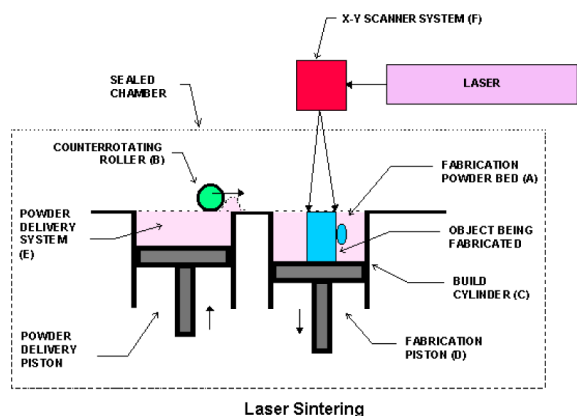 X-Y SCANNER SYSTEM (F)
LASER
SEALED
CHAMBER
COUNTERROTATING
ROLLER (B)
FABRICATION
POWDER BED (A)
POWDER
DELIVERY
SYSTEM
(E)
OBJECT BEING
FABRICATED
BUILD
CYLINDER (C)
POWDER
DELIVERY
PISTON
FABRICATION
PISTON (D)
Laser Sintering